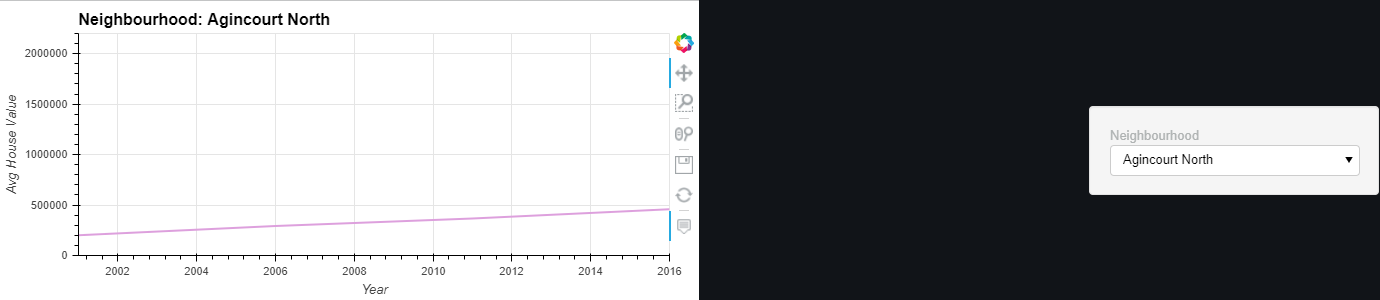 Neighbourhood: Agincourt North
2000000
1500000
1000000
500000
0
Avg House Value
2002 2004 2006 2008 2010 2012 2014 2016
Year
Neighbourhood
Agincourt North